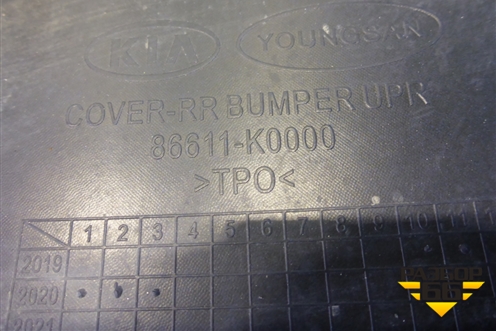 KIA YOUNGSAN
COVER-RR BUMPER UPR
86611-K0000
>TPO<
1 2 3 4 5 6 7 8 9 10 11
2019
2020
2021
РАЗБОР